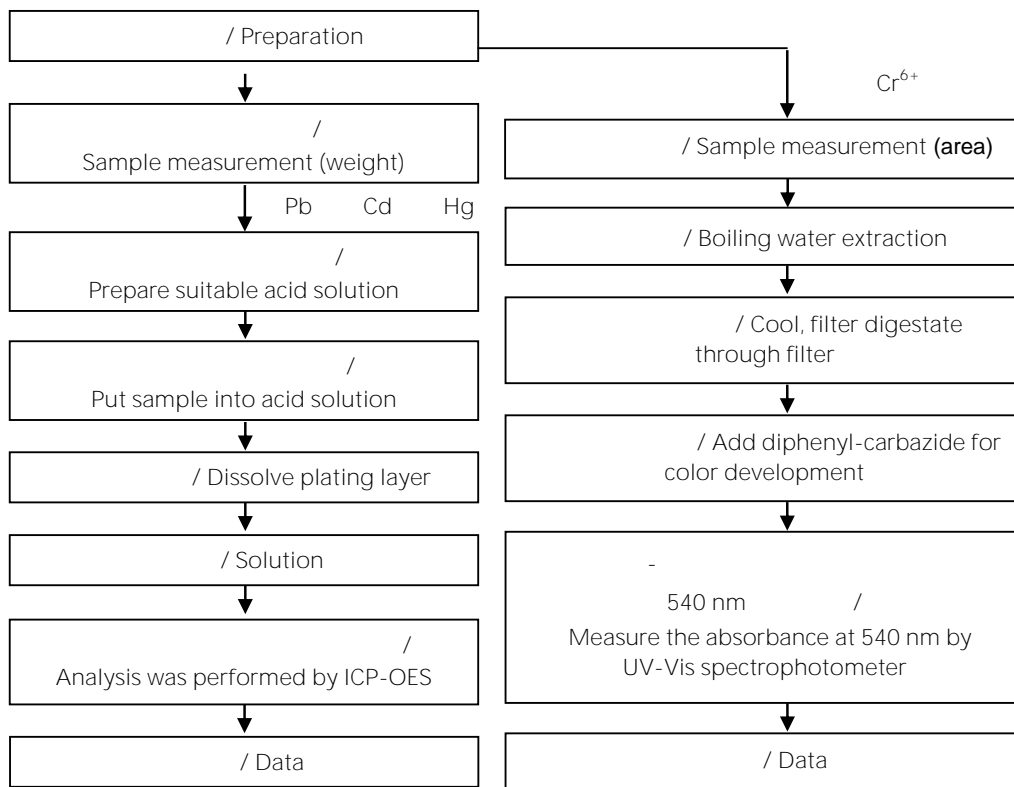 / Preparation
/
Sample measurement (weight)
Pb Cd Hg
/
Prepare suitable acid solution
/
Put sample into acid solution
/ Dissolve plating layer
/ Solution
/
Analysis was performed by ICP-OES
/ Data
Cr⁶⁺
/ Sample measurement (area)
/ Boiling water extraction
/ Cool, filter digestate
through filter
/ Add diphenyl-carbazide for
color development
-
540 nm /
Measure the absorbance at 540 nm by
UV-Vis spectrophotometer
/ Data